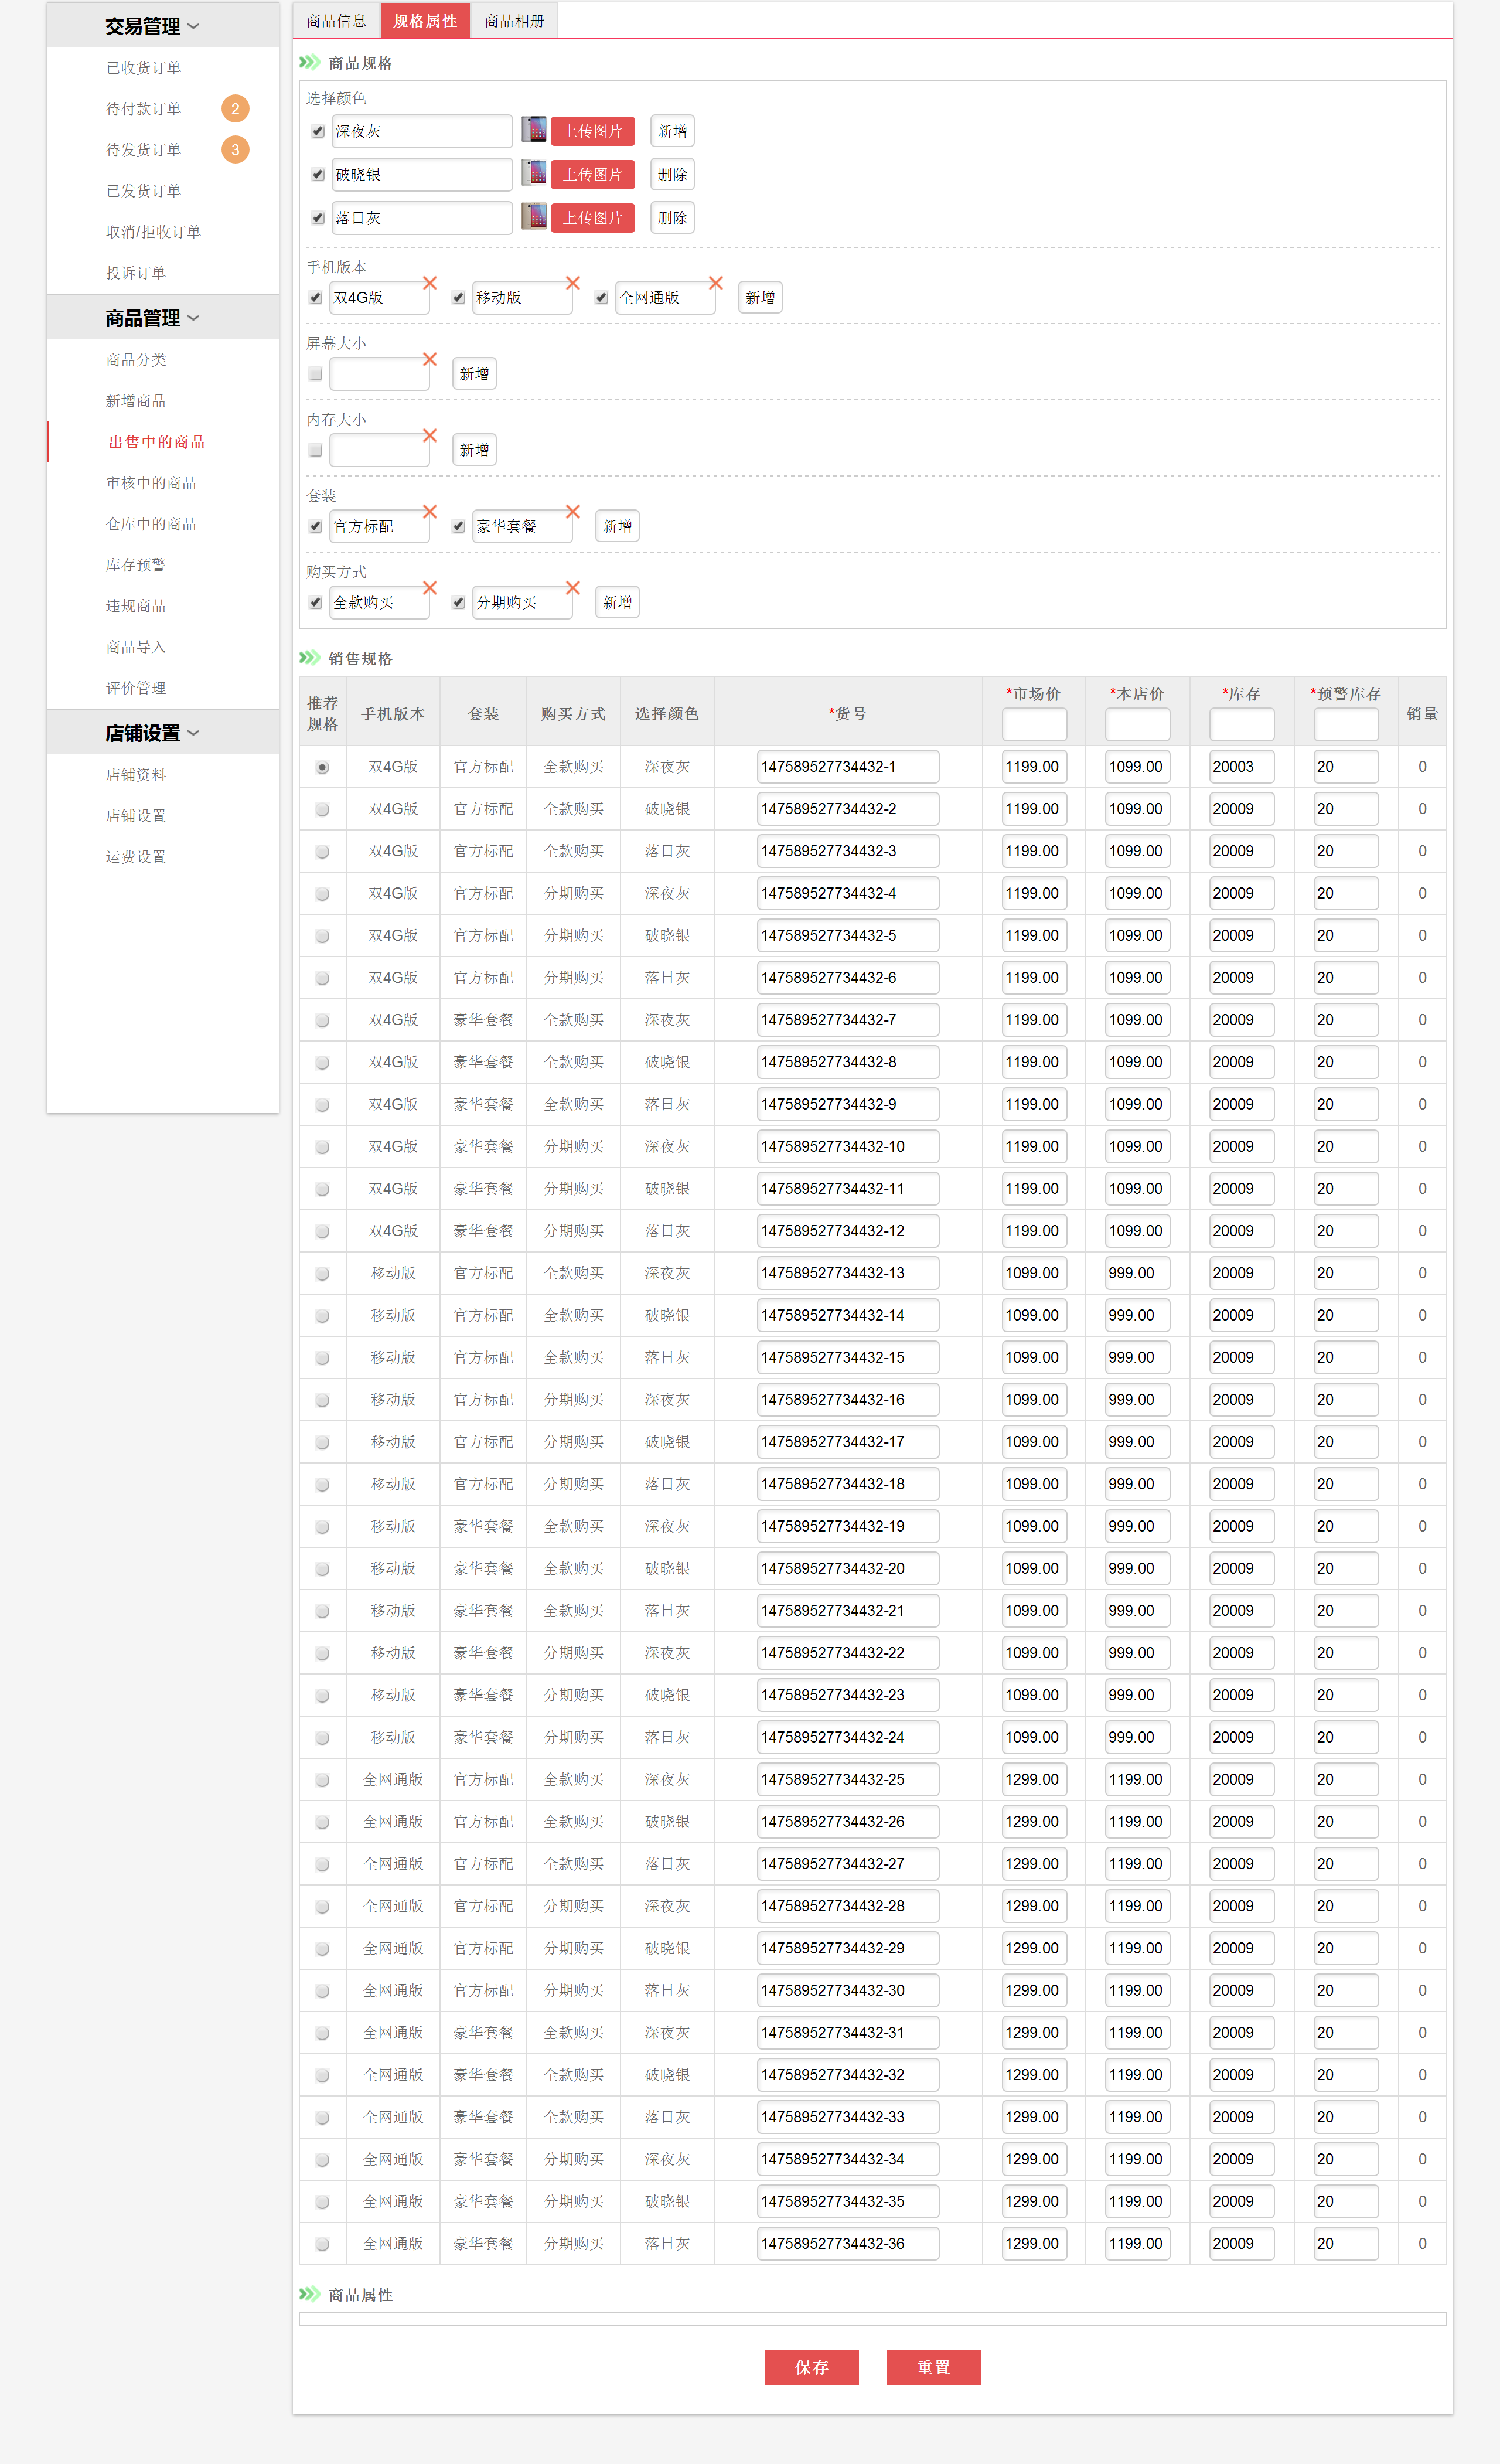 交易管理
已收货订单
待付款订单 2
待发货订单 3
已发货订单
取消/拒收订单
投诉订单
商品管理
商品分类
新增商品
出售中的商品
审核中的商品
仓库中的商品
库存预警
违规商品
商品导入
评价管理
店铺设置
店铺资料
店铺设置
运费设置
商品信息 规格属性 商品相册
商品规格
选择颜色
深夜灰 上传图片 新增
破晓银 上传图片 删除
落日灰 上传图片 删除
手机版本
双4G版 移动版 全网通版 新增
屏幕大小
新增
内存大小
新增
套装
官方标配 豪华套餐 新增
购买方式
全款购买 分期购买 新增
销售规格
推荐规格 手机版本 套装 购买方式 选择颜色 *货号 *市场价 *本店价 *库存 *预警库存 销量
双4G版 官方标配 全款购买 深夜灰 147589527734432-1 1199.00 1099.00 20003 20 0
双4G版 官方标配 全款购买 破晓银 147589527734432-2 1199.00 1099.00 20009 20 0
双4G版 官方标配 全款购买 落日灰 147589527734432-3 1199.00 1099.00 20009 20 0
双4G版 官方标配 分期购买 深夜灰 147589527734432-4 1199.00 1099.00 20009 20 0
双4G版 官方标配 分期购买 破晓银 147589527734432-5 1199.00 1099.00 20009 20 0
双4G版 官方标配 分期购买 落日灰 147589527734432-6 1199.00 1099.00 20009 20 0
双4G版 豪华套餐 全款购买 深夜灰 147589527734432-7 1199.00 1099.00 20009 20 0
双4G版 豪华套餐 全款购买 破晓银 147589527734432-8 1199.00 1099.00 20009 20 0
双4G版 豪华套餐 全款购买 落日灰 147589527734432-9 1199.00 1099.00 20009 20 0
双4G版 豪华套餐 分期购买 深夜灰 147589527734432-10 1199.00 1099.00 20009 20 0
双4G版 豪华套餐 分期购买 破晓银 147589527734432-11 1199.00 1099.00 20009 20 0
双4G版 豪华套餐 分期购买 落日灰 147589527734432-12 1199.00 1099.00 20009 20 0
移动版 官方标配 全款购买 深夜灰 147589527734432-13 1099.00 999.00 20009 20 0
移动版 官方标配 全款购买 破晓银 147589527734432-14 1099.00 999.00 20009 20 0
移动版 官方标配 全款购买 落日灰 147589527734432-15 1099.00 999.00 20009 20 0
移动版 官方标配 分期购买 深夜灰 147589527734432-16 1099.00 999.00 20009 20 0
移动版 官方标配 分期购买 破晓银 147589527734432-17 1099.00 999.00 20009 20 0
移动版 官方标配 分期购买 落日灰 147589527734432-18 1099.00 999.00 20009 20 0
移动版 豪华套餐 全款购买 深夜灰 147589527734432-19 1099.00 999.00 20009 20 0
移动版 豪华套餐 全款购买 破晓银 147589527734432-20 1099.00 999.00 20009 20 0
移动版 豪华套餐 全款购买 落日灰 147589527734432-21 1099.00 999.00 20009 20 0
移动版 豪华套餐 分期购买 深夜灰 147589527734432-22 1099.00 999.00 20009 20 0
移动版 豪华套餐 分期购买 破晓银 147589527734432-23 1099.00 999.00 20009 20 0
移动版 豪华套餐 分期购买 落日灰 147589527734432-24 1099.00 999.00 20009 20 0
全网通版 官方标配 全款购买 深夜灰 147589527734432-25 1299.00 1199.00 20009 20 0
全网通版 官方标配 全款购买 破晓银 147589527734432-26 1299.00 1199.00 20009 20 0
全网通版 官方标配 全款购买 落日灰 147589527734432-27 1299.00 1199.00 20009 20 0
全网通版 官方标配 分期购买 深夜灰 147589527734432-28 1299.00 1199.00 20009 20 0
全网通版 官方标配 分期购买 破晓银 147589527734432-29 1299.00 1199.00 20009 20 0
全网通版 官方标配 分期购买 落日灰 147589527734432-30 1299.00 1199.00 20009 20 0
全网通版 豪华套餐 全款购买 深夜灰 147589527734432-31 1299.00 1199.00 20009 20 0
全网通版 豪华套餐 全款购买 破晓银 147589527734432-32 1299.00 1199.00 20009 20 0
全网通版 豪华套餐 全款购买 落日灰 147589527734432-33 1299.00 1199.00 20009 20 0
全网通版 豪华套餐 分期购买 深夜灰 147589527734432-34 1299.00 1199.00 20009 20 0
全网通版 豪华套餐 分期购买 破晓银 147589527734432-35 1299.00 1199.00 20009 20 0
全网通版 豪华套餐 分期购买 落日灰 147589527734432-36 1299.00 1199.00 20009 20 0
商品属性
保存 重置